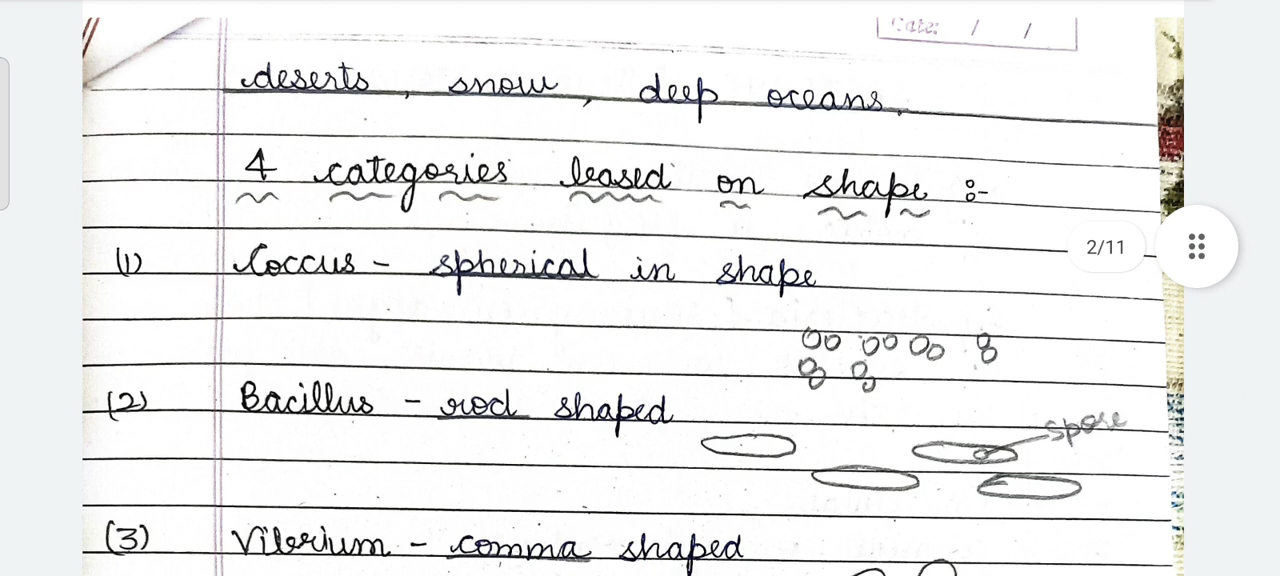 Date: / /
deserts, snow, deep oceans.
4 categories based on shape :-
2/11
(1) Coccus - spherical in shape
(2) Bacillus - rod shaped
spore
(3) Vibrium - comma shaped